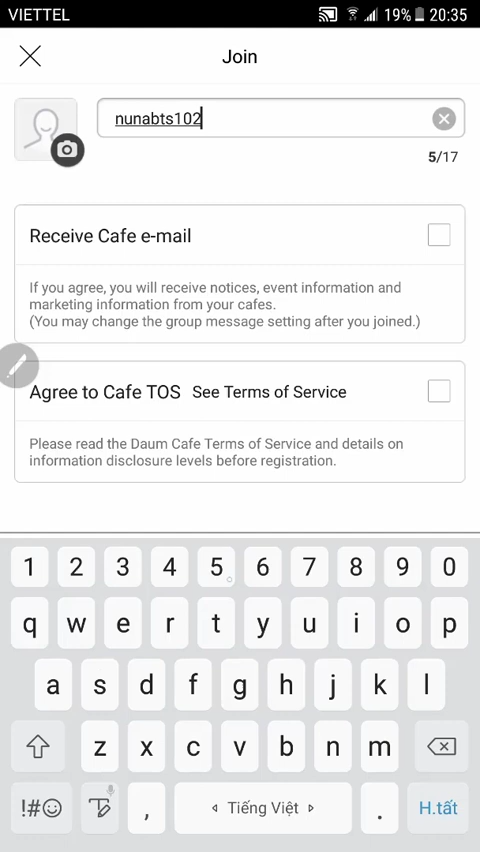 VIETTEL 19% 20:35
Join
nunabts102
5/17
Receive Cafe e-mail
If you agree, you will receive notices, event information and
marketing information from your cafes.
(You may change the group message setting after you joined.)
Agree to Cafe TOS See Terms of Service
Please read the Daum Cafe Terms of Service and details on
information disclosure levels before registration.
1 2 3 4 5 6 7 8 9 0
q w e r t y u i o p
a s d f g h j k l
z x c v b n m
!#☺ , Tiếng Việt . H.tất